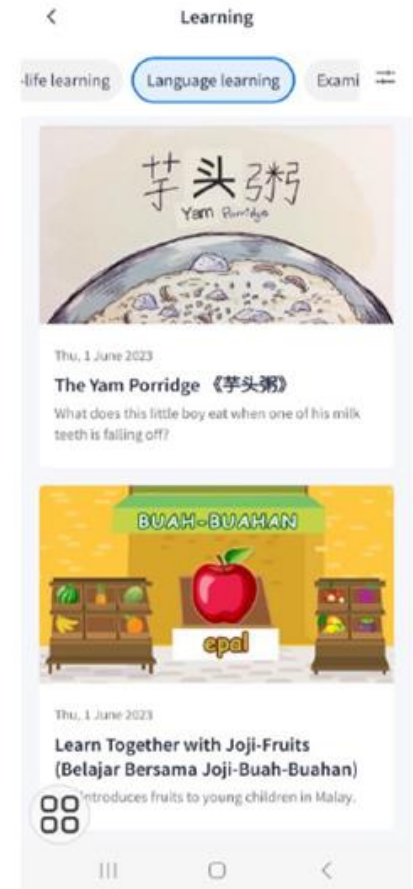 Learning
-life learning
Language learning
Exami
芋头粥
Yam Porridge
Thu, 1 June 2023
The Yam Porridge 《芋头粥》
What does this little boy eat when one of his milk
teeth is falling off?
BUAH-BUAHAN
epal
Thu, 1 June 2023
Learn Together with Joji-Fruits
(Belajar Bersama Joji-Buah-Buahan)
introduces fruits to young children in Malay.